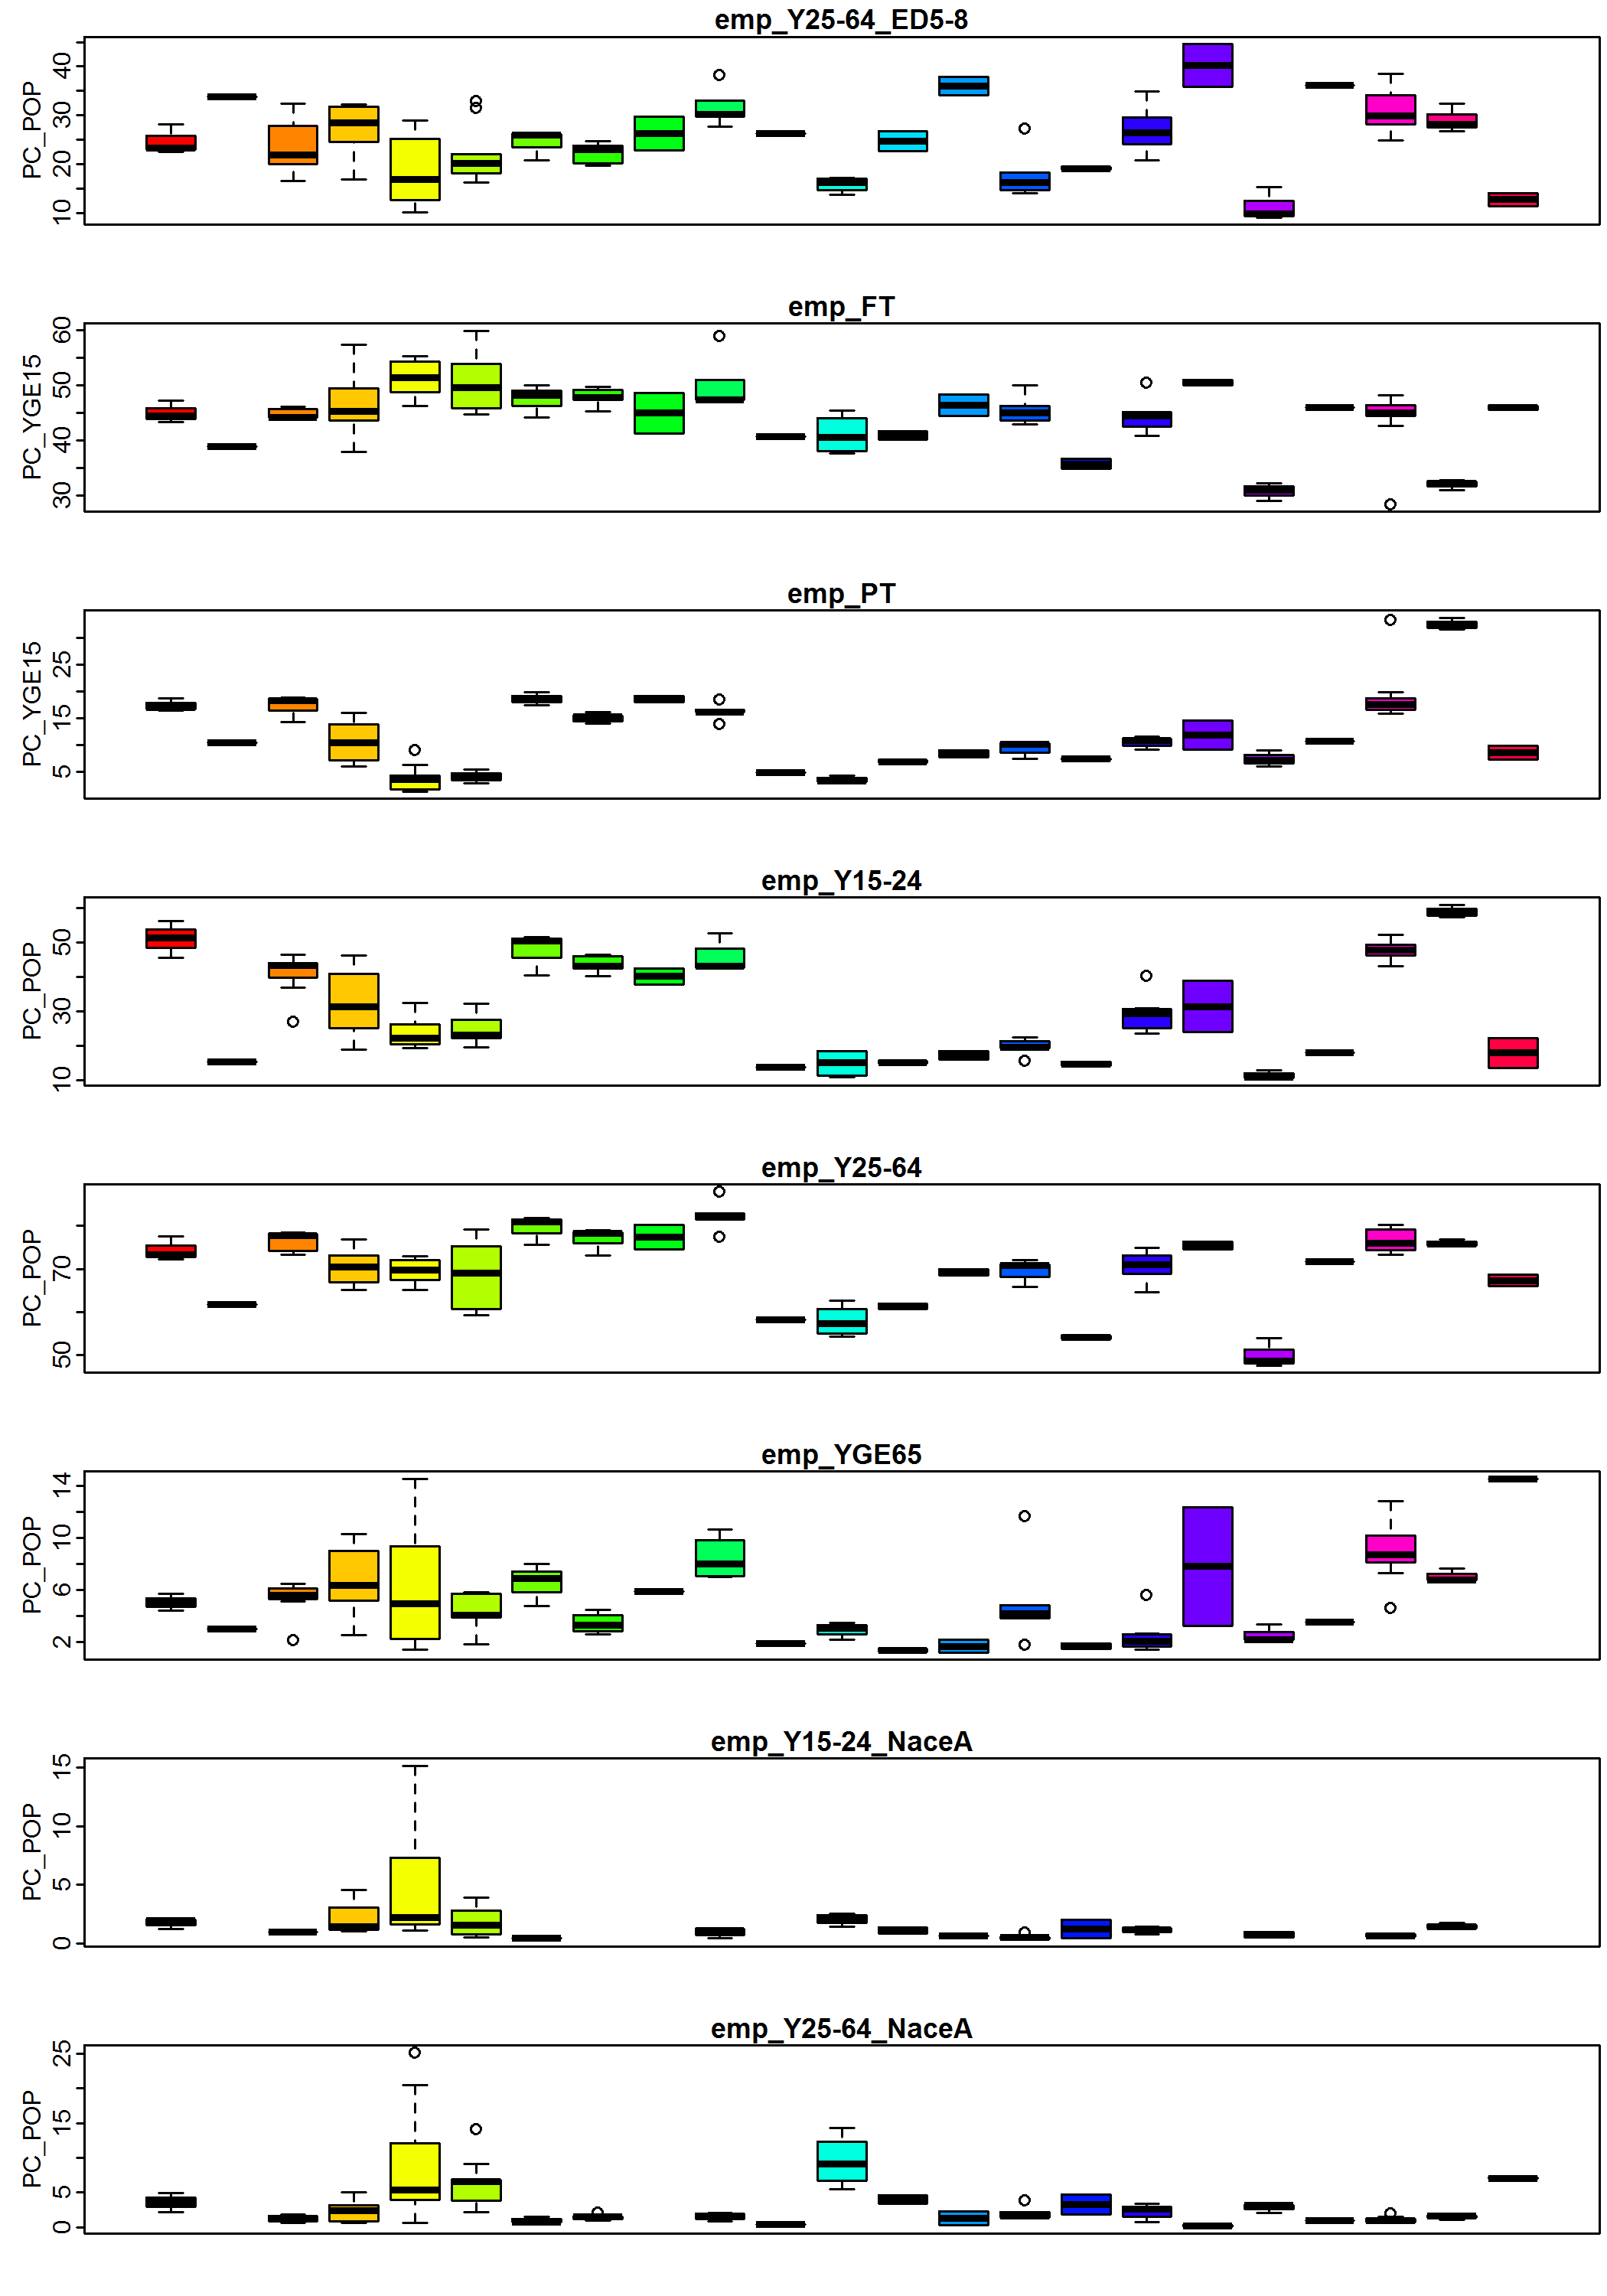 emp_Y25-64_ED5-8
PC_POP
10 20 30 40
emp_FT
PC_YGE15
30 40 50 60
emp_PT
PC_YGE15
5 15 25
emp_Y15-24
PC_POP
10 30 50
emp_Y25-64
PC_POP
50 70
emp_YGE65
PC_POP
2 6 10 14
emp_Y15-24_NaceA
PC_POP
0 5 10 15
emp_Y25-64_NaceA
PC_POP
0 5 15 25